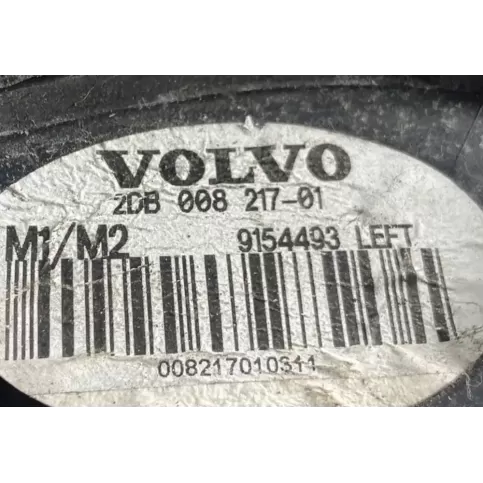 VOLVO
2DB 008 217-01
M1/M2 9154493 LEFT
008217010311